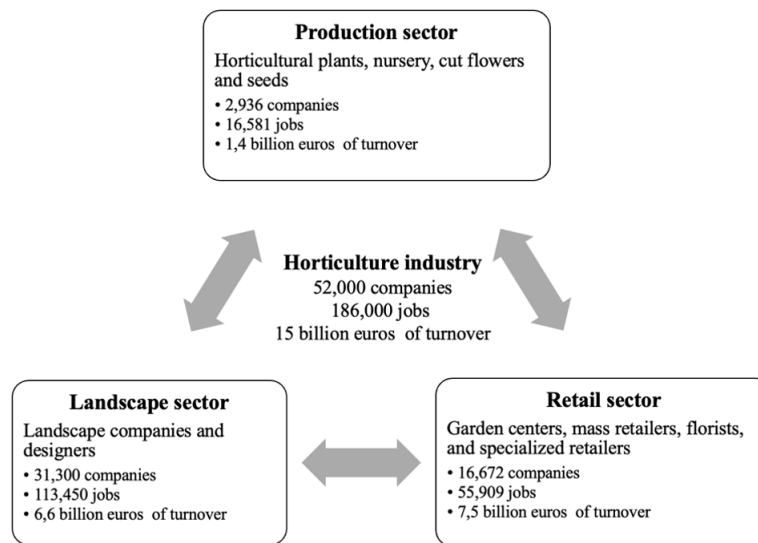 Production sector
Horticultural plants, nursery, cut flowers
and seeds
• 2,936 companies
• 16,581 jobs
• 1,4 billion euros of turnover
Horticulture industry
52,000 companies
186,000 jobs
15 billion euros of turnover
Landscape sector
Landscape companies and
designers
• 31,300 companies
• 113,450 jobs
• 6,6 billion euros of turnover
Retail sector
Garden centers, mass retailers, florists,
and specialized retailers
• 16,672 companies
• 55,909 jobs
• 7,5 billion euros of turnover